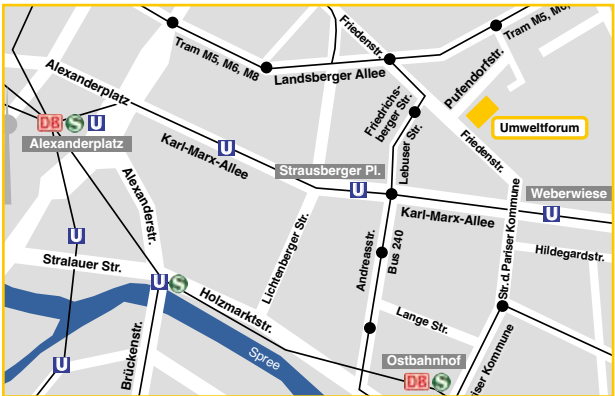 Friedenstr.
Tram M5, M6,
Tram M5, M6, M8
Landsberger Allee
Alexanderplatz
Pufendorfstr.
Friedrichs-
berger Str.
DB S U
Alexanderplatz
Umweltforum
Friedenstr.
Lebuser Str.
U
Karl-Marx-Allee
Strausberger Pl.
U
Weberwiese
U
Karl-Marx-Allee
Alexanderstr.
Str. d. Pariser Kommune
Lichtenberger Str.
Andreasstr.
Bus 240
U
Hildegardstr.
Stralauer Str.
U S
Holzmarktstr.
Lange Str.
Brückenstr.
Spree
Ostbahnhof
DB S
U
iser Kommune